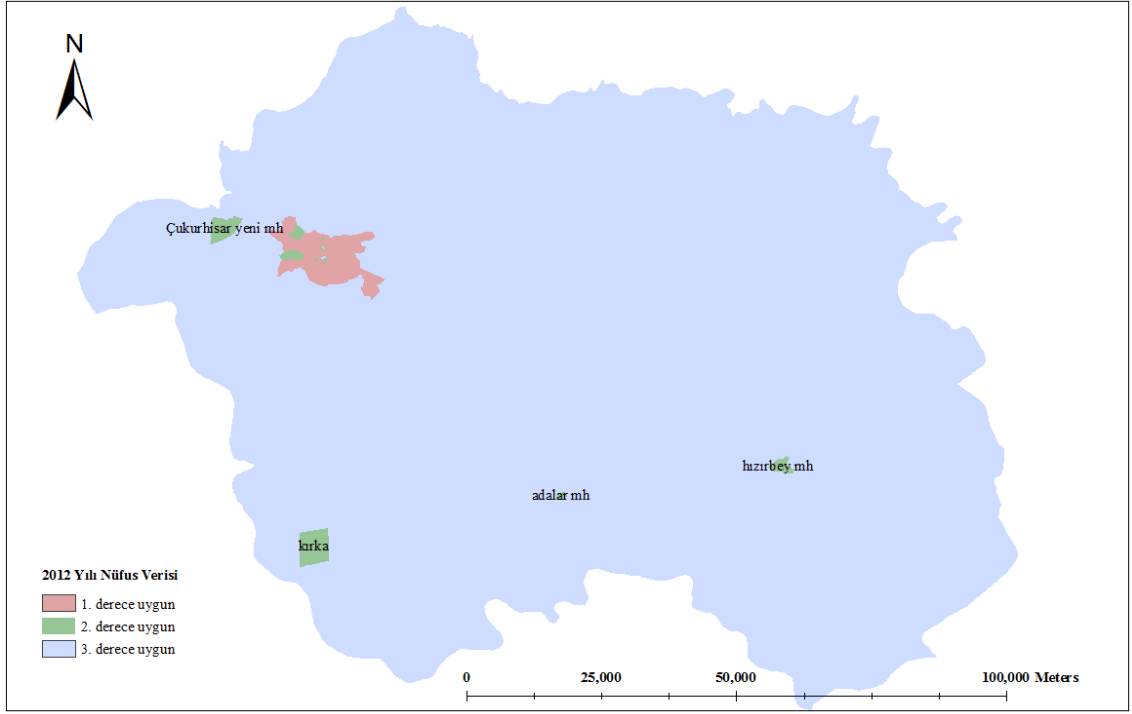 N
Çukurhisar yeni mh
hızırbey mh
adalar mh
kırka
2012 Yılı Nüfus Verisi
1. derece uygun
2. derece uygun
3. derece uygun
0 25,000 50,000 100,000 Meters